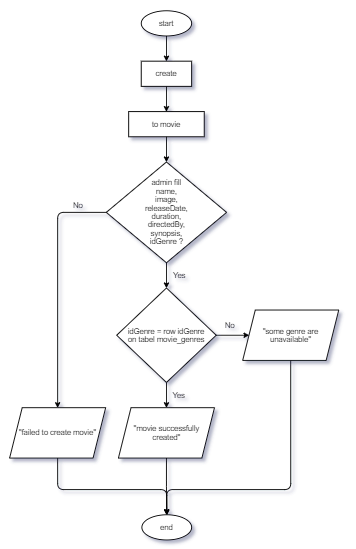 start
create
to movie
admin fill
name,
image,
releaseDate,
duration,
directedBy,
synopsis,
idGenre ?
No
Yes
idGenre = row idGenre
on tabel movie_genres
No
"some genre are
unavailable"
Yes
"failed to create movie"
"movie successfully
created"
end